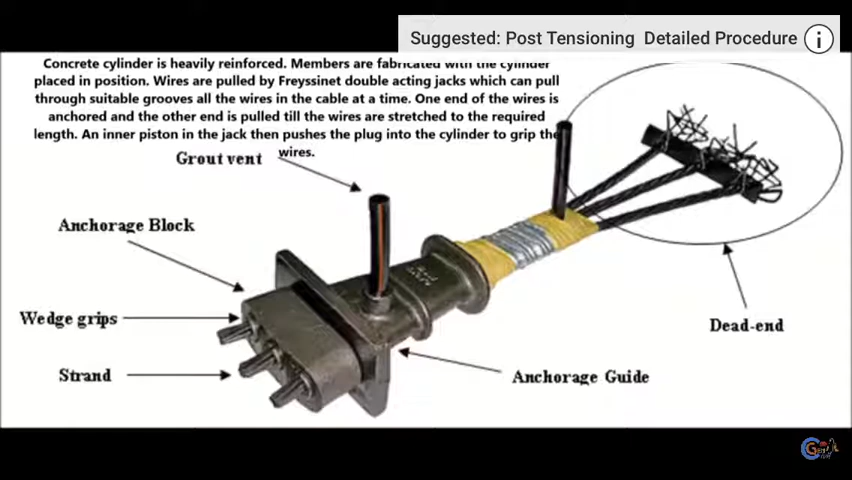 Suggested: Post Tensioning Detailed Procedure
Concrete cylinder is heavily reinforced. Members are fabricated with the cylinder
placed in position. Wires are pulled by Freyssinet double acting jacks which can pull
through suitable grooves all the wires in the cable at a time. One end of the wires is
anchored and the other end is pulled till the wires are stretched to the required
length. An inner piston in the jack then pushes the plug into the cylinder to grip the
wires.
Grout vent
Anchorage Block
Wedge grips
Strand
Dead-end
Anchorage Guide